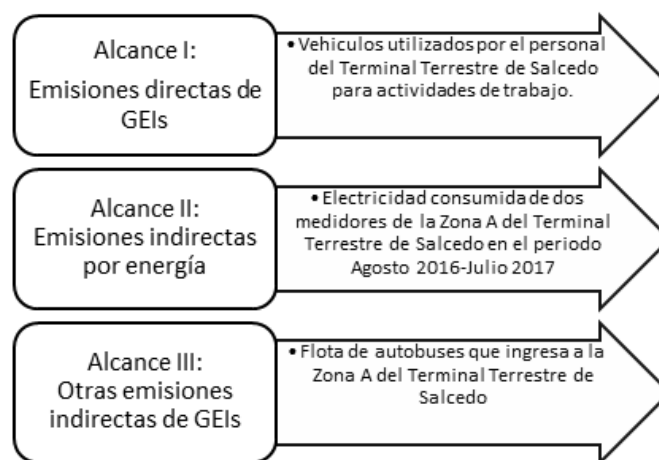 Alcance I:
Emisiones directas de
GEIs
• Vehiculos utilizados por el personal
del Terminal Terrestre de Salcedo
para actividades de trabajo.
Alcance II:
Emisiones indirectas
por energía
• Electricidad consumida de dos
medidores de la Zona A del Terminal
Terrestre de Salcedo en el periodo
Agosto 2016-Julio 2017
Alcance III:
Otras emisiones
indirectas de GEIs
• Flota de autobuses que ingresa a la
Zona A del Terminal Terrestre de
Salcedo